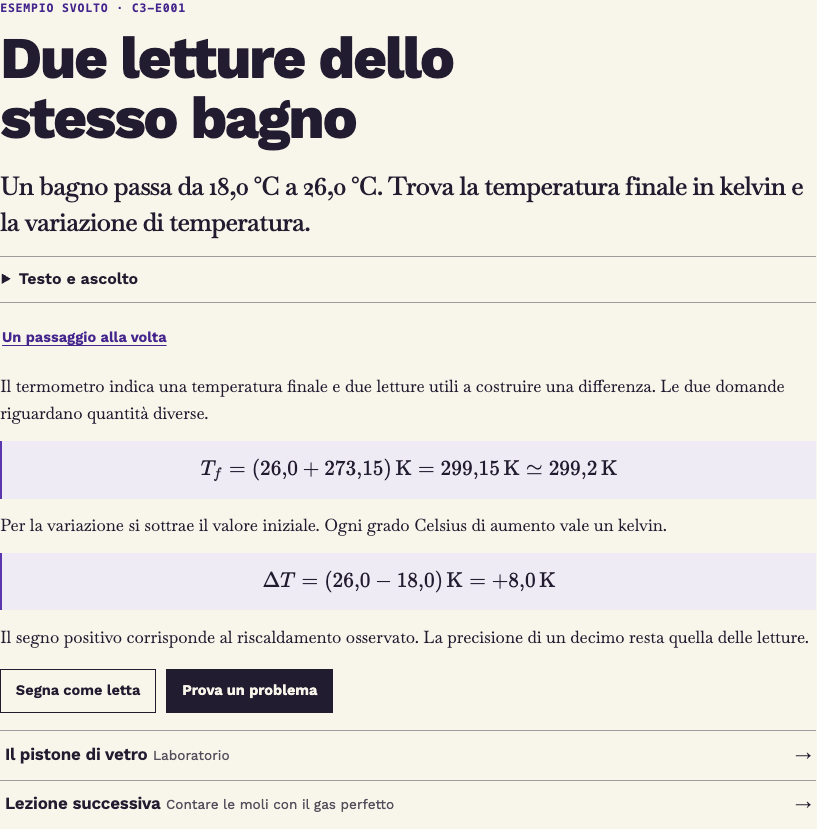 ESEMPIO SVOLTO · C3-E001
Due letture dello
stesso bagno
Un bagno passa da 18,0 °C a 26,0 °C. Trova la temperatura finale in kelvin e
la variazione di temperatura.
▶ Testo e ascolto
Un passaggio alla volta
Il termometro indica una temperatura finale e due letture utili a costruire una differenza. Le due domande
riguardano quantità diverse.
T_f = (26,0 + 273,15) K = 299,15 K ≃ 299,2 K
Per la variazione si sottrae il valore iniziale. Ogni grado Celsius di aumento vale un kelvin.
ΔT = (26,0 − 18,0) K = +8,0 K
Il segno positivo corrisponde al riscaldamento osservato. La precisione di un decimo resta quella delle letture.
Segna come letta Prova un problema
Il pistone di vetro Laboratorio →
Lezione successiva Contare le moli con il gas perfetto →